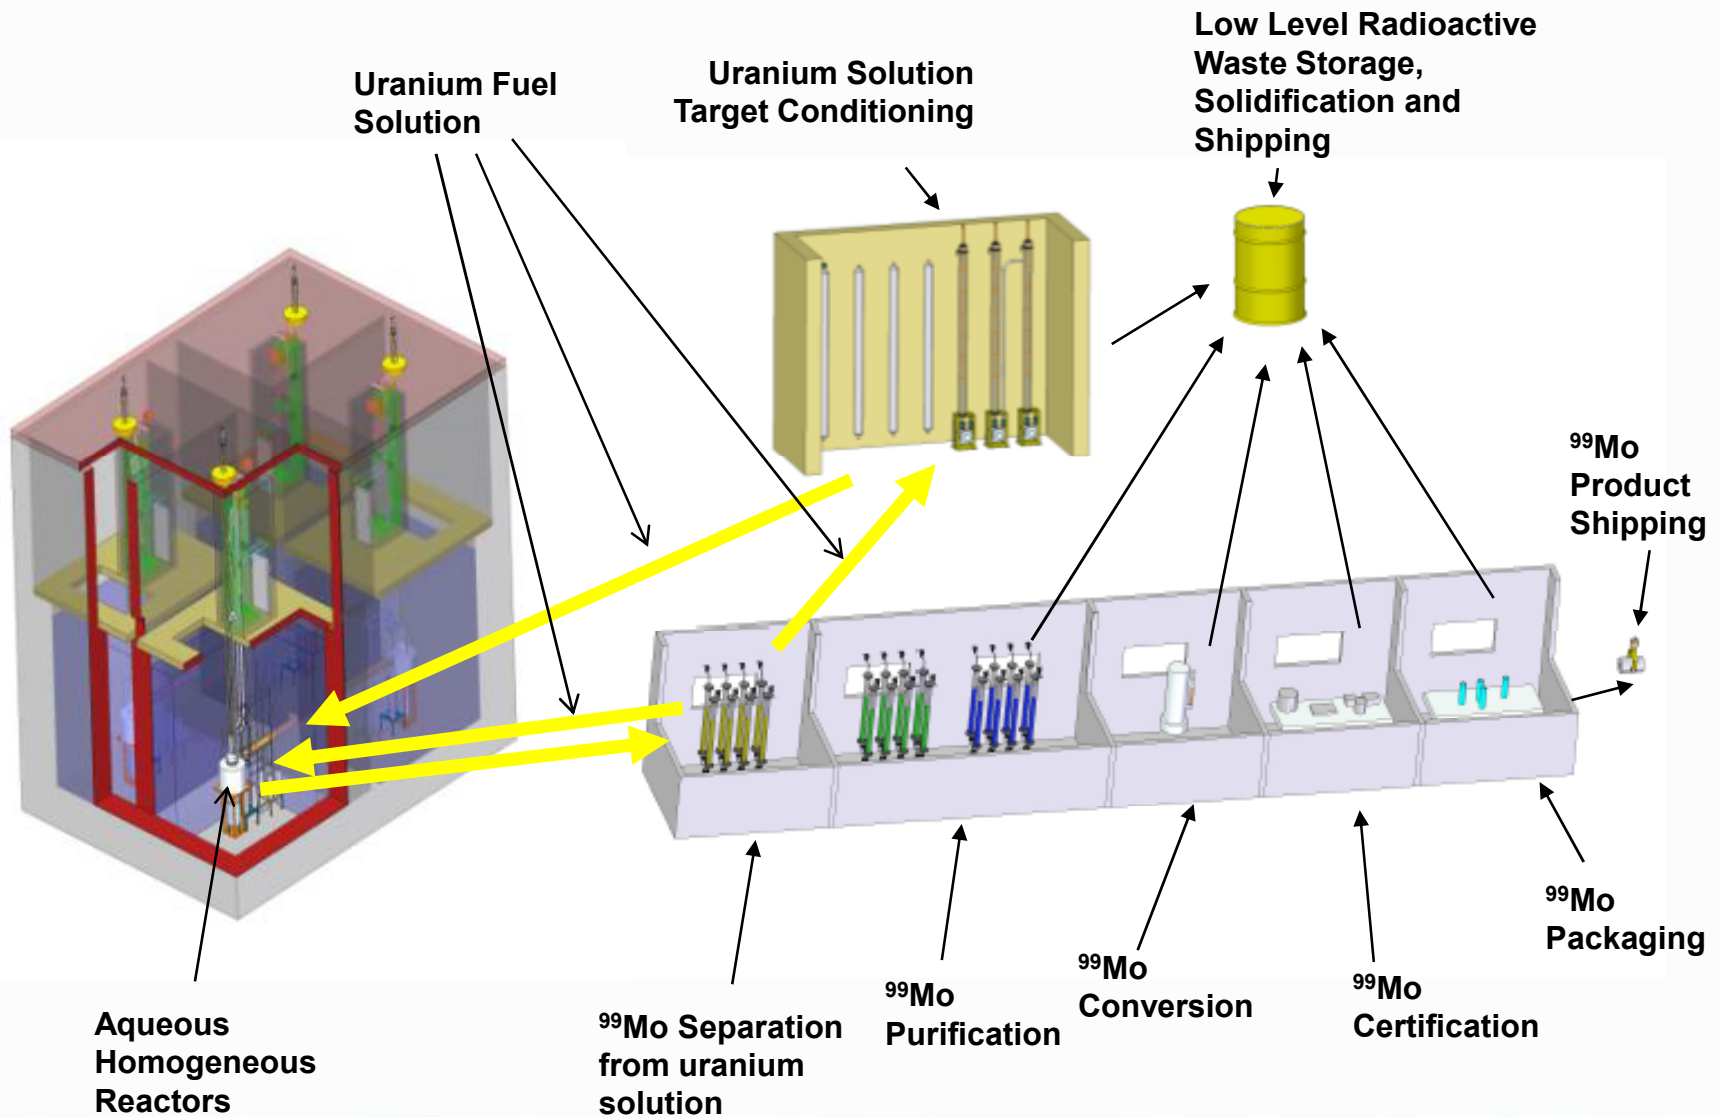 Uranium Fuel
Solution
Uranium Solution
Target Conditioning
Low Level Radioactive
Waste Storage,
Solidification and
Shipping
⁹⁹Mo
Product
Shipping
⁹⁹Mo
Packaging
⁹⁹Mo
Certification
⁹⁹Mo
Conversion
⁹⁹Mo
Purification
⁹⁹Mo Separation
from uranium
solution
Aqueous
Homogeneous
Reactors